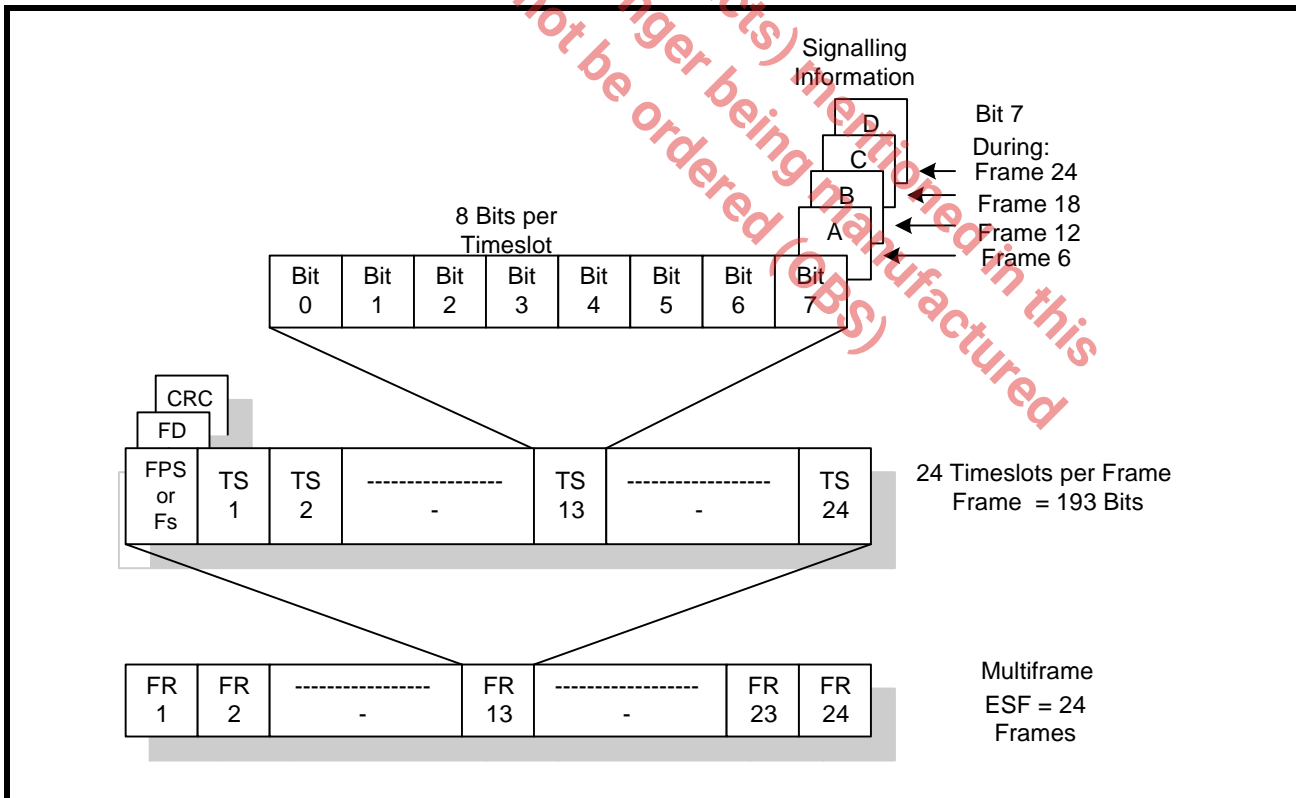 Signalling
Information
D
C
B
A
Bit 7
During:
Frame 24
Frame 18
Frame 12
Frame 6
8 Bits per
Timeslot
Bit 0 Bit 1 Bit 2 Bit 3 Bit 4 Bit 5 Bit 6 Bit 7
CRC
FD
FPS or Fs TS 1 TS 2 ------------------ TS 13 ------------------ TS 24
24 Timeslots per Frame
Frame = 193 Bits
FR 1 FR 2 ------------------ FR 13 ------------------ FR 23 FR 24
Multiframe
ESF = 24
Frames
mentioned in this
being manufactured
not be ordered (OBS)